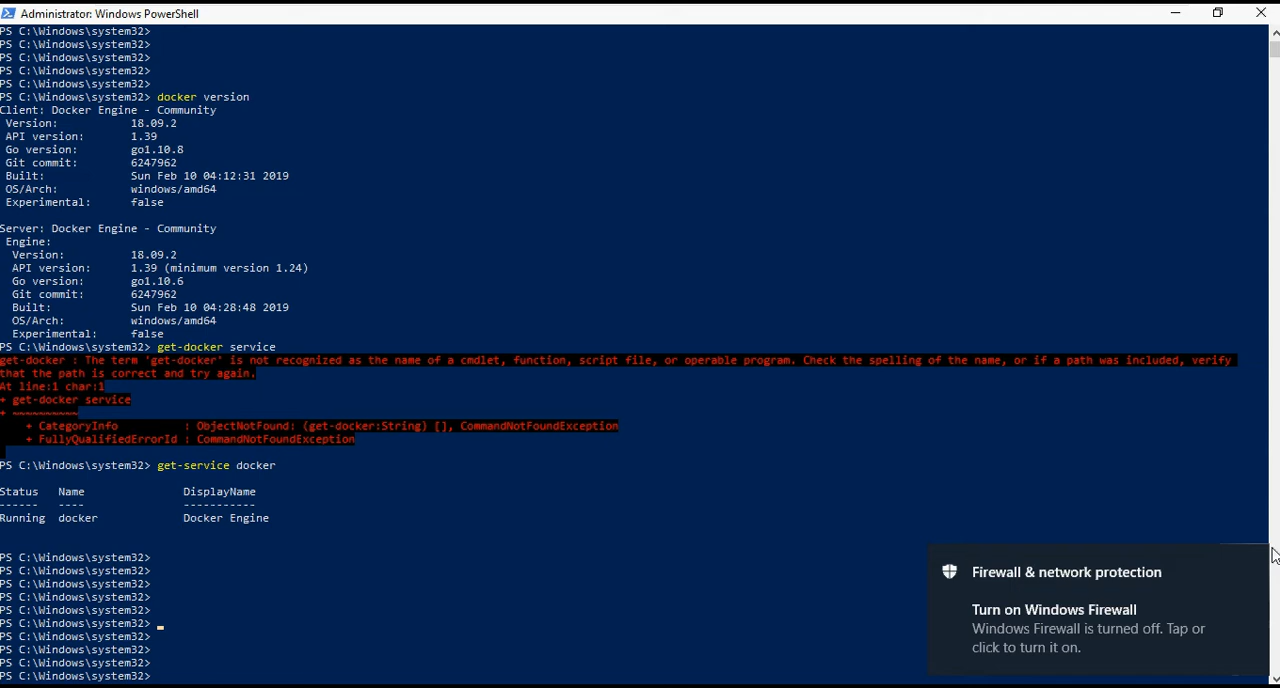 Administrator: Windows PowerShell
PS C:\Windows\system32>
PS C:\Windows\system32>
PS C:\Windows\system32>
PS C:\Windows\system32>
PS C:\Windows\system32>
PS C:\Windows\system32> docker version
Client: Docker Engine - Community
Version: 18.09.2
API version: 1.39
Go version: go1.10.8
Git commit: 6247962
Built: Sun Feb 10 04:12:31 2019
OS/Arch: windows/amd64
Experimental: false
Server: Docker Engine - Community
Engine:
Version: 18.09.2
API version: 1.39 (minimum version 1.24)
Go version: go1.10.6
Git commit: 6247962
Built: Sun Feb 10 04:28:48 2019
OS/Arch: windows/amd64
Experimental: false
PS C:\Windows\system32> get-docker service
get-docker : The term 'get-docker' is not recognized as the name of a cmdlet, function, script file, or operable program. Check the spelling of the name, or if a path was included, verify
that the path is correct and try again.
At line:1 char:1
+ get-docker service
+ ~~~~~~~~~~
+ CategoryInfo : ObjectNotFound: (get-docker:String) [], CommandNotFoundException
+ FullyQualifiedErrorId : CommandNotFoundException
PS C:\Windows\system32> get-service docker
Status Name DisplayName
------ ---- -----------
Running docker Docker Engine
PS C:\Windows\system32>
PS C:\Windows\system32>
PS C:\Windows\system32>
PS C:\Windows\system32>
PS C:\Windows\system32>
PS C:\Windows\system32>
PS C:\Windows\system32>
PS C:\Windows\system32>
PS C:\Windows\system32>
PS C:\Windows\system32>
Firewall & network protection
Turn on Windows Firewall
Windows Firewall is turned off. Tap or
click to turn it on.